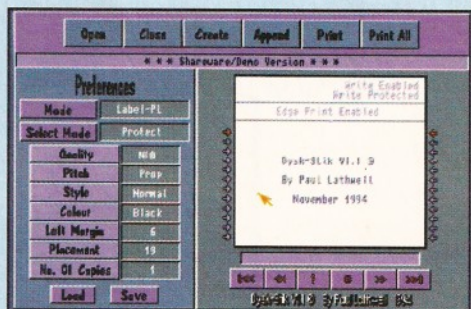 Open Close Create Append Print Print All
* * * Shareware/Demo Version * * *
Preferences
Mode Label-PL
Select Mode Protect
Quality NLQ
Pitch Prop
Style Normal
Colour Black
Left Margin 6
Placement 19
No. Of Copies 1
Load Save
Write Enabled
Write Protected
Edge Print Enabled
Dysk-Slik V1.1
By Paul Lathwell
November 1994